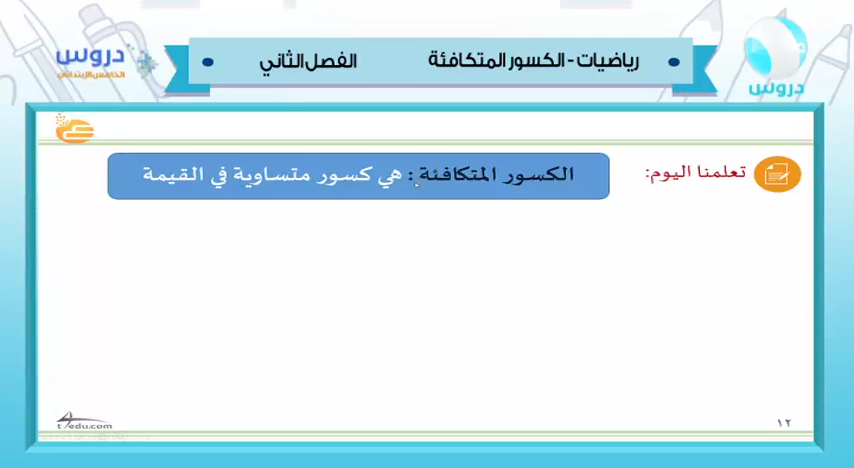 رياضيات - الكسور المتكافئة
الفصل الثاني
دروس
دروس
الخامس الإبتدائي
تعلمنا اليوم:
الكسور المتكافئة : هي كسور متساوية في القيمة
١٢
t4edu.com